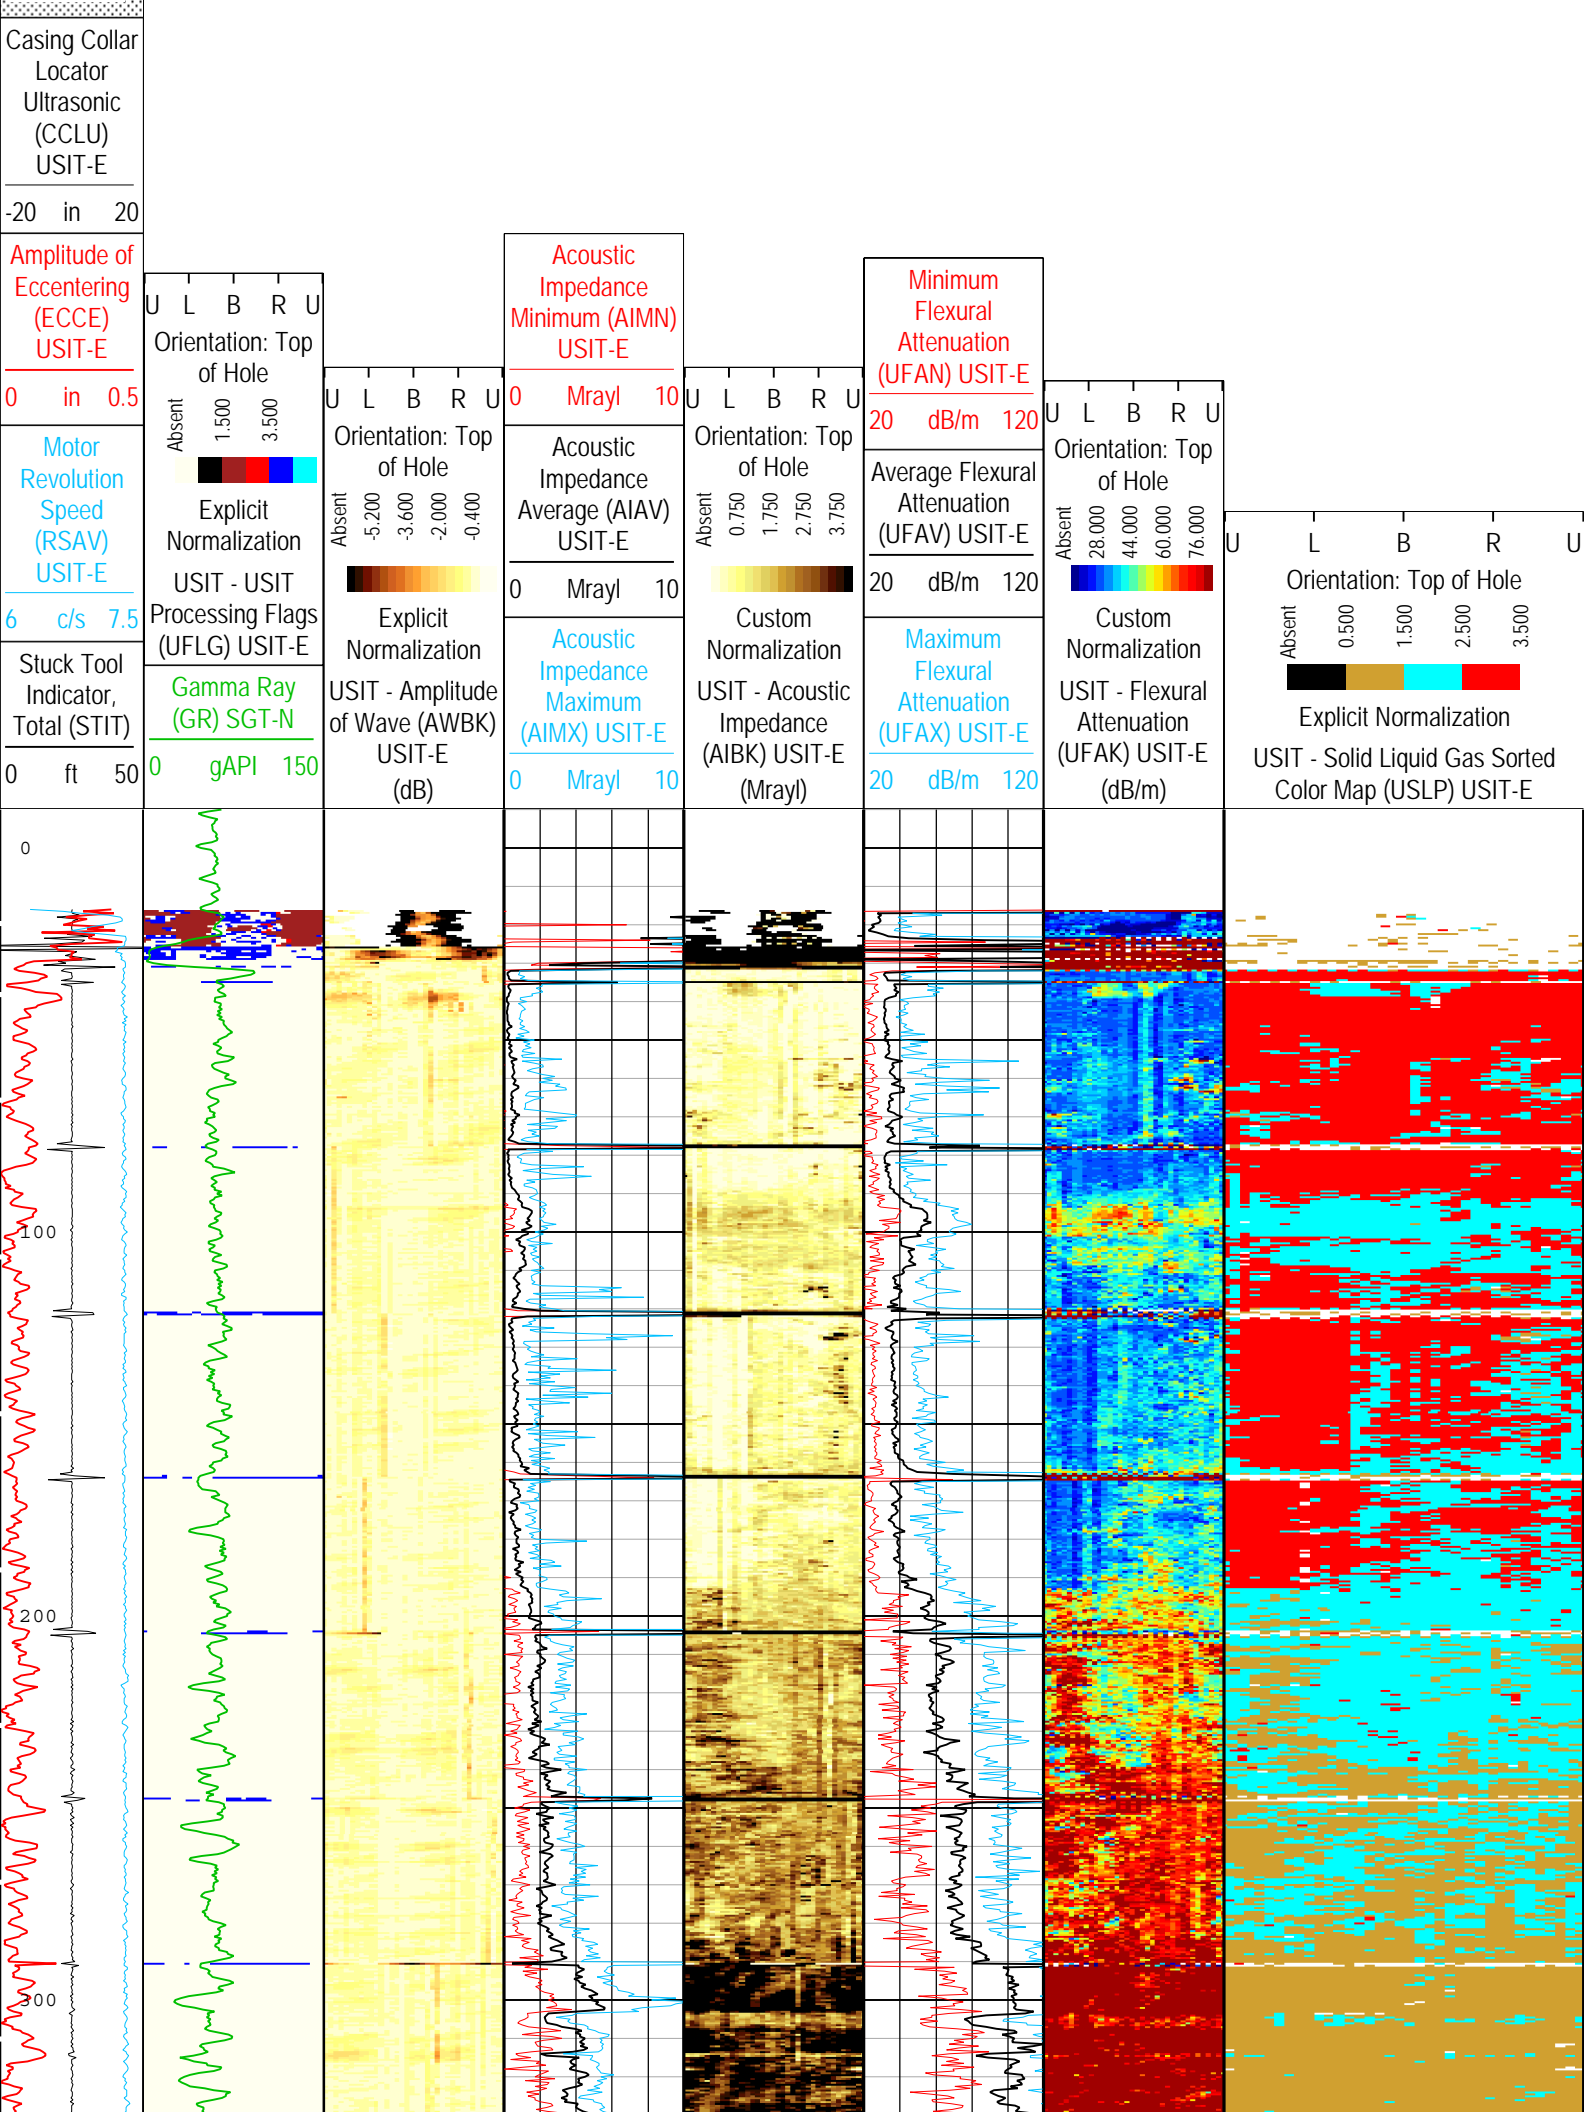 Casing Collar
Locator
Ultrasonic
(CCLU)
USIT-E
-20 in 20
Amplitude of
Eccentering
(ECCE)
USIT-E
0 in 0.5
Motor
Revolution
Speed
(RSAV)
USIT-E
6 c/s 7.5
Stuck Tool
Indicator,
Total (STIT)
0 ft 50
U L B R U
Orientation: Top
of Hole
Absent 1.500 3.500
Explicit
Normalization
USIT - USIT
Processing Flags
(UFLG) USIT-E
Gamma Ray
(GR) SGT-N
0 gAPI 150
U L B R U
Orientation: Top
of Hole
Absent -5.200 -3.600 -2.000 -0.400
Explicit
Normalization
USIT - Amplitude
of Wave (AWBK)
USIT-E
(dB)
Acoustic
Impedance
Minimum (AIMN)
USIT-E
0 Mrayl 10
Acoustic
Impedance
Average (AIAV)
USIT-E
0 Mrayl 10
Acoustic
Impedance
Maximum
(AIMX) USIT-E
0 Mrayl 10
U L B R U
Orientation: Top
of Hole
Absent 0.750 1.750 2.750 3.750
Custom
Normalization
USIT - Acoustic
Impedance
(AIBK) USIT-E
(Mrayl)
Minimum
Flexural
Attenuation
(UFAN) USIT-E
20 dB/m 120
Average Flexural
Attenuation
(UFAV) USIT-E
20 dB/m 120
Maximum
Flexural
Attenuation
(UFAX) USIT-E
20 dB/m 120
U L B R U
Orientation: Top
of Hole
Absent 28.000 44.000 60.000 76.000
Custom
Normalization
USIT - Flexural
Attenuation
(UFAK) USIT-E
(dB/m)
U L B R U
Orientation: Top of Hole
Absent 0.500 1.500 2.500 3.500
Explicit Normalization
USIT - Solid Liquid Gas Sorted
Color Map (USLP) USIT-E
0
100
200
300